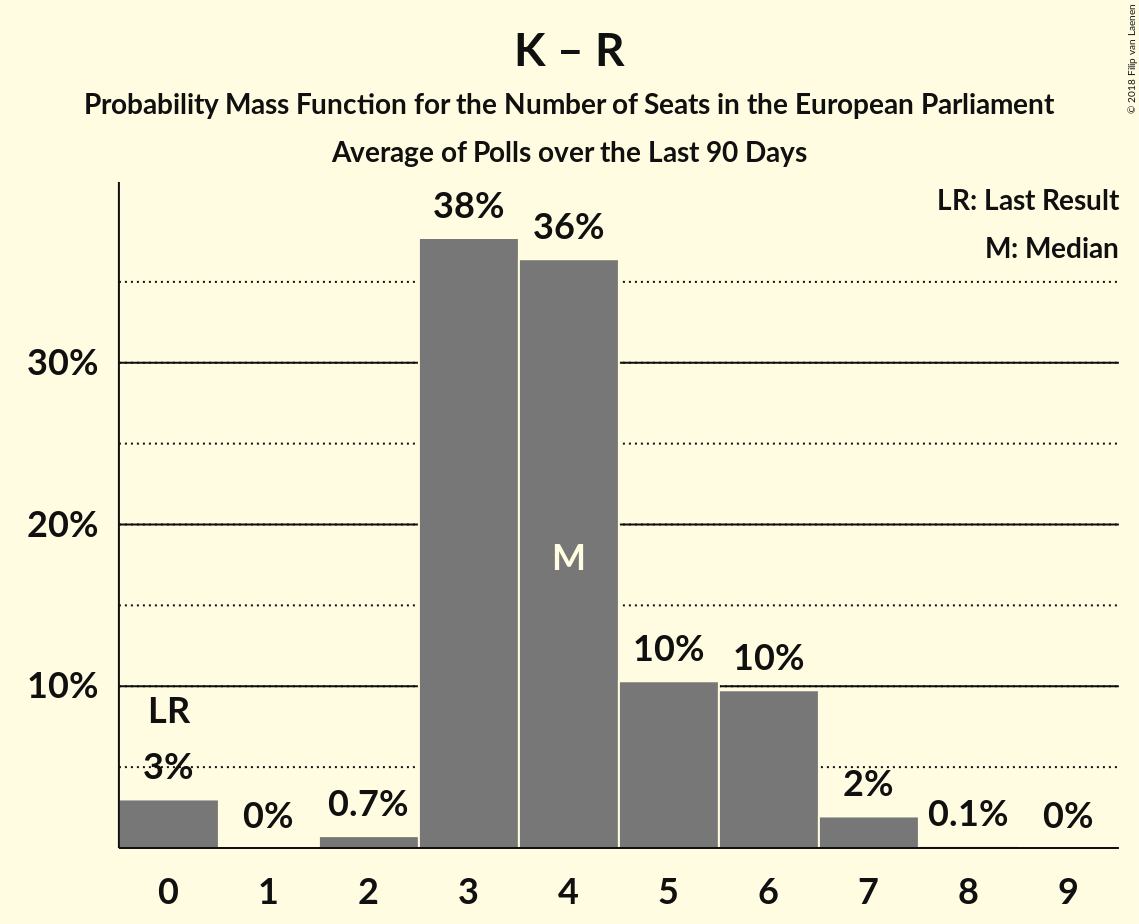 K – R
Probability Mass Function for the Number of Seats in the European Parliament
Average of Polls over the Last 90 Days
© 2018 Filip van Laenen
LR: Last Result
M: Median
38%
36%
30%
20%
M
10%
10%
10%
LR
3%
0%
0.7%
2%
0.1%
0%
0 1 2 3 4 5 6 7 8 9